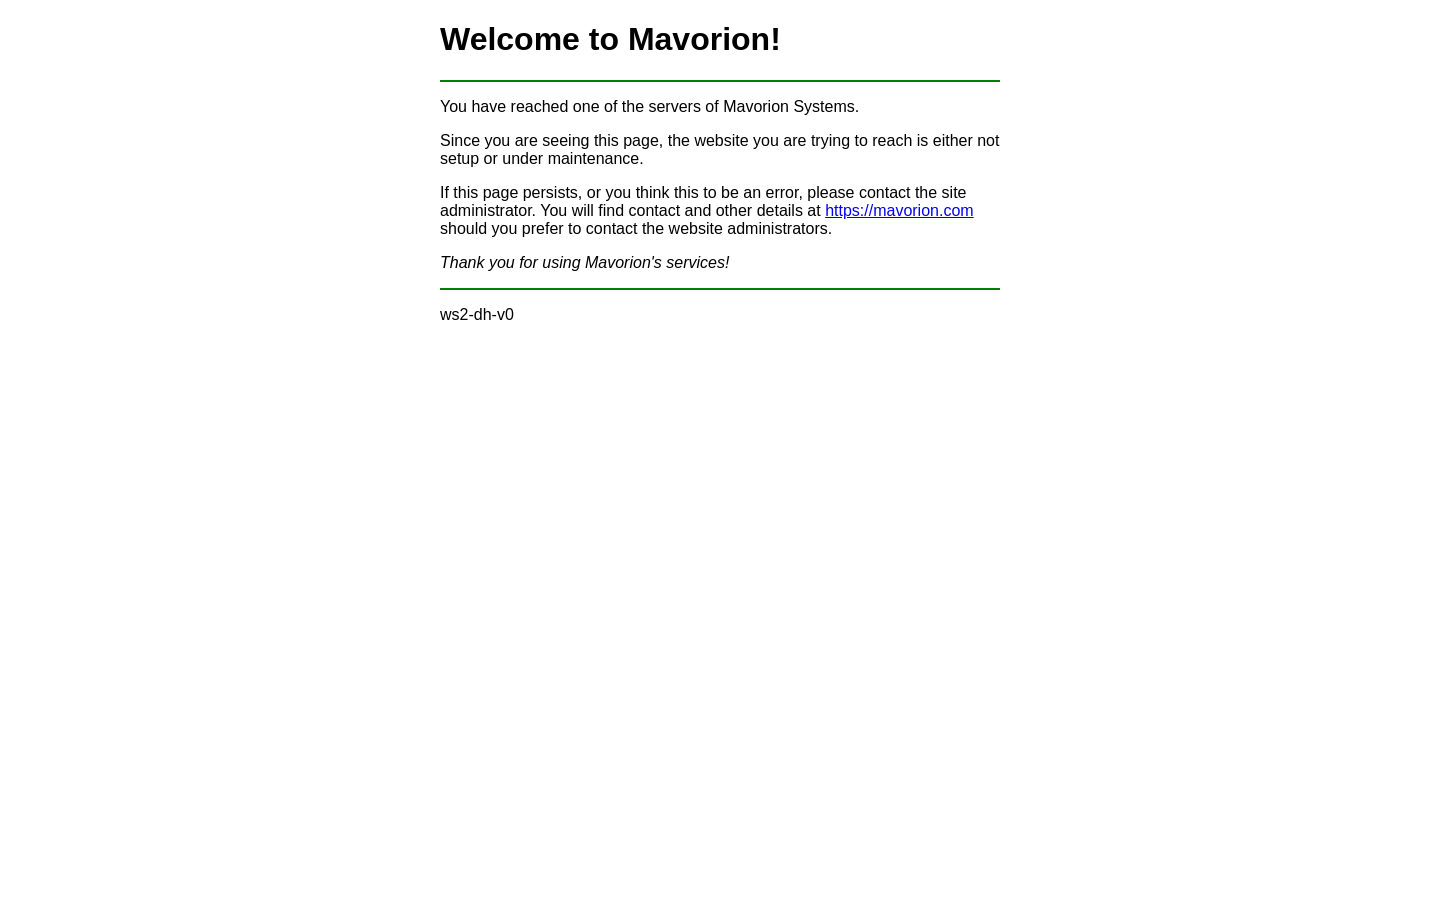 Welcome to Mavorion!
You have reached one of the servers of Mavorion Systems.
Since you are seeing this page, the website you are trying to reach is either not
setup or under maintenance.
If this page persists, or you think this to be an error, please contact the site
administrator. You will find contact and other details at https://mavorion.com
should you prefer to contact the website administrators.
Thank you for using Mavorion's services!
ws2-dh-v0